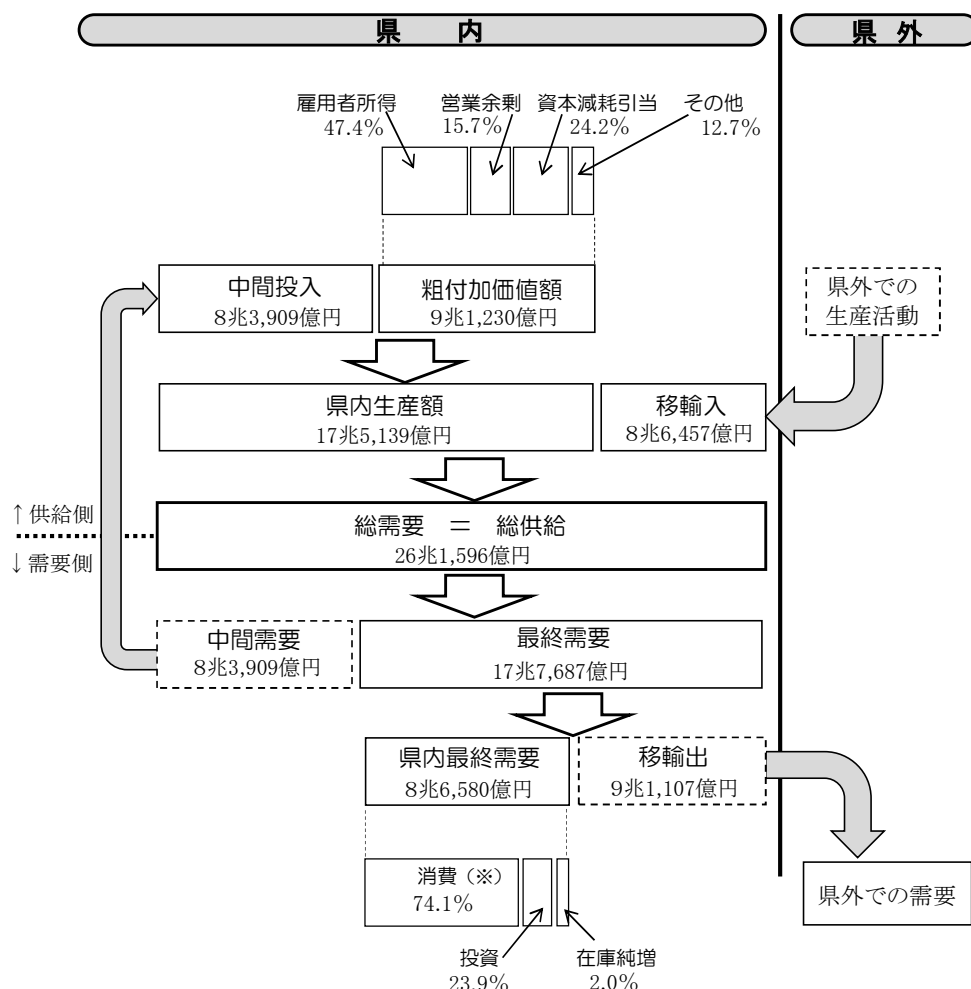 県 内
県 外
雇用者所得
47.4%
営業余剰
15.7%
資本減耗引当
24.2%
その他
12.7%
中間投入
8兆3,909億円
粗付加価値額
9兆1,230億円
県外での
生産活動
県内生産額
17兆5,139億円
移輸入
8兆6,457億円
↑供給側
↓需要側
総需要 ＝ 総供給
26兆1,596億円
中間需要
8兆3,909億円
最終需要
17兆7,687億円
県内最終需要
8兆6,580億円
移輸出
9兆1,107億円
消費（※）
74.1%
県外での需要
投資
23.9%
在庫純増
2.0%